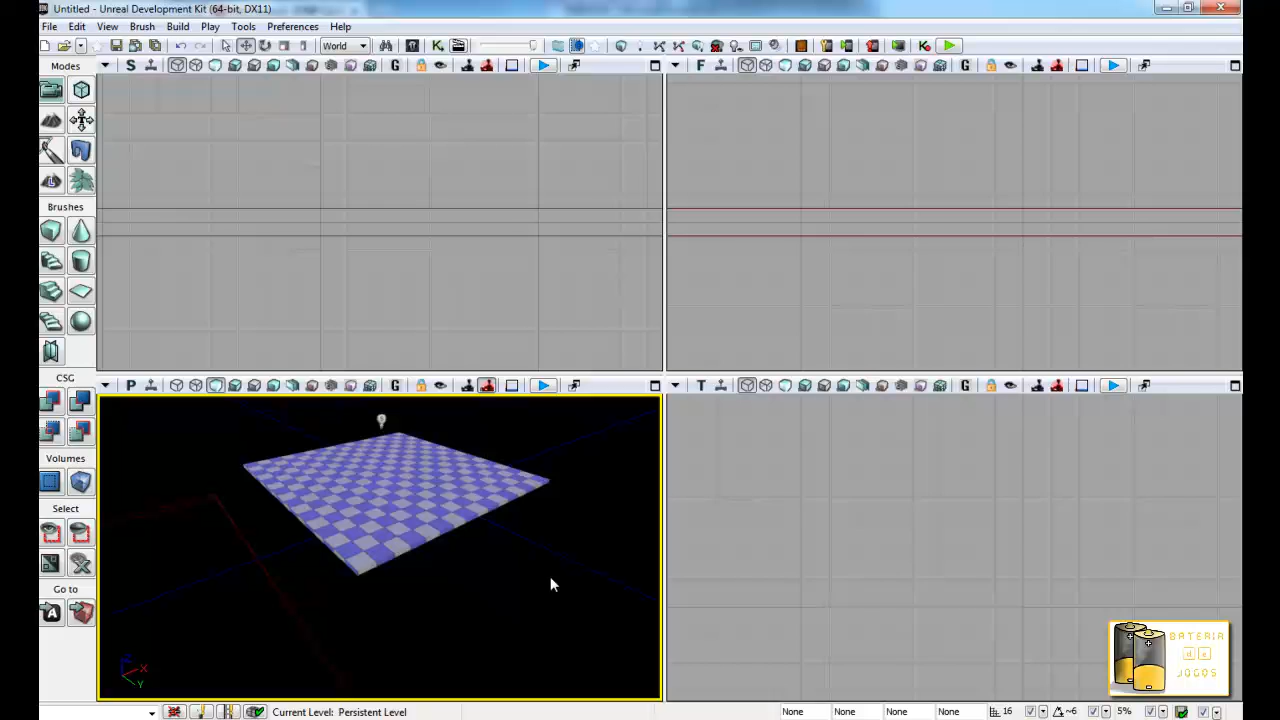 Untitled - Unreal Development Kit (64-bit, DX11)
File Edit View Brush Build Play Tools Preferences Help
World
Modes
S G
F G
Brushes
CSG
P G
T G
Volumes
Select
Go to
A
L
Z X Y
BATERIA
de
JOGOS
Current Level: Persistent Level
None None None None 16 ~6 5%